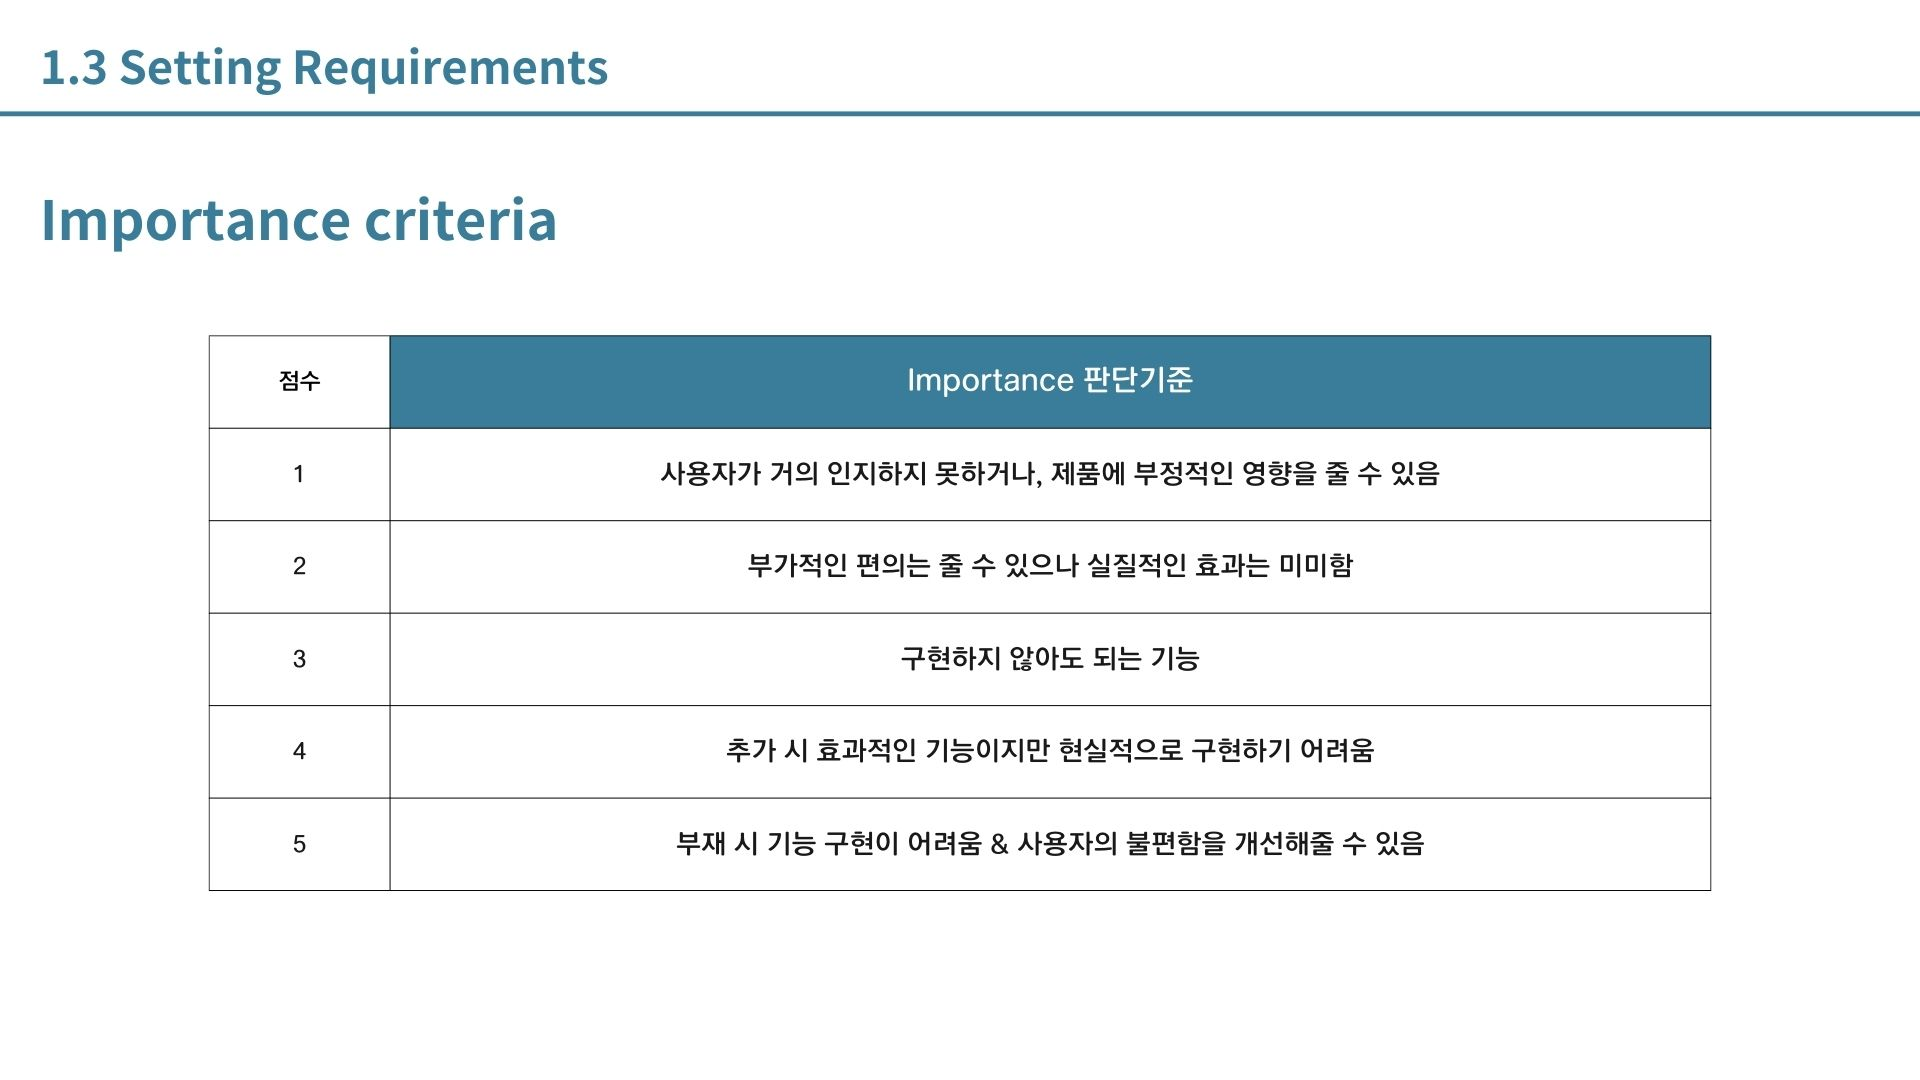 1.3 Setting Requirements
Importance criteria
점수
Importance 판단기준
1
사용자가 거의 인지하지 못하거나, 제품에 부정적인 영향을 줄 수 있음
2
부가적인 편의는 줄 수 있으나 실질적인 효과는 미미함
3
구현하지 않아도 되는 기능
4
추가 시 효과적인 기능이지만 현실적으로 구현하기 어려움
5
부재 시 기능 구현이 어려움 & 사용자의 불편함을 개선해줄 수 있음